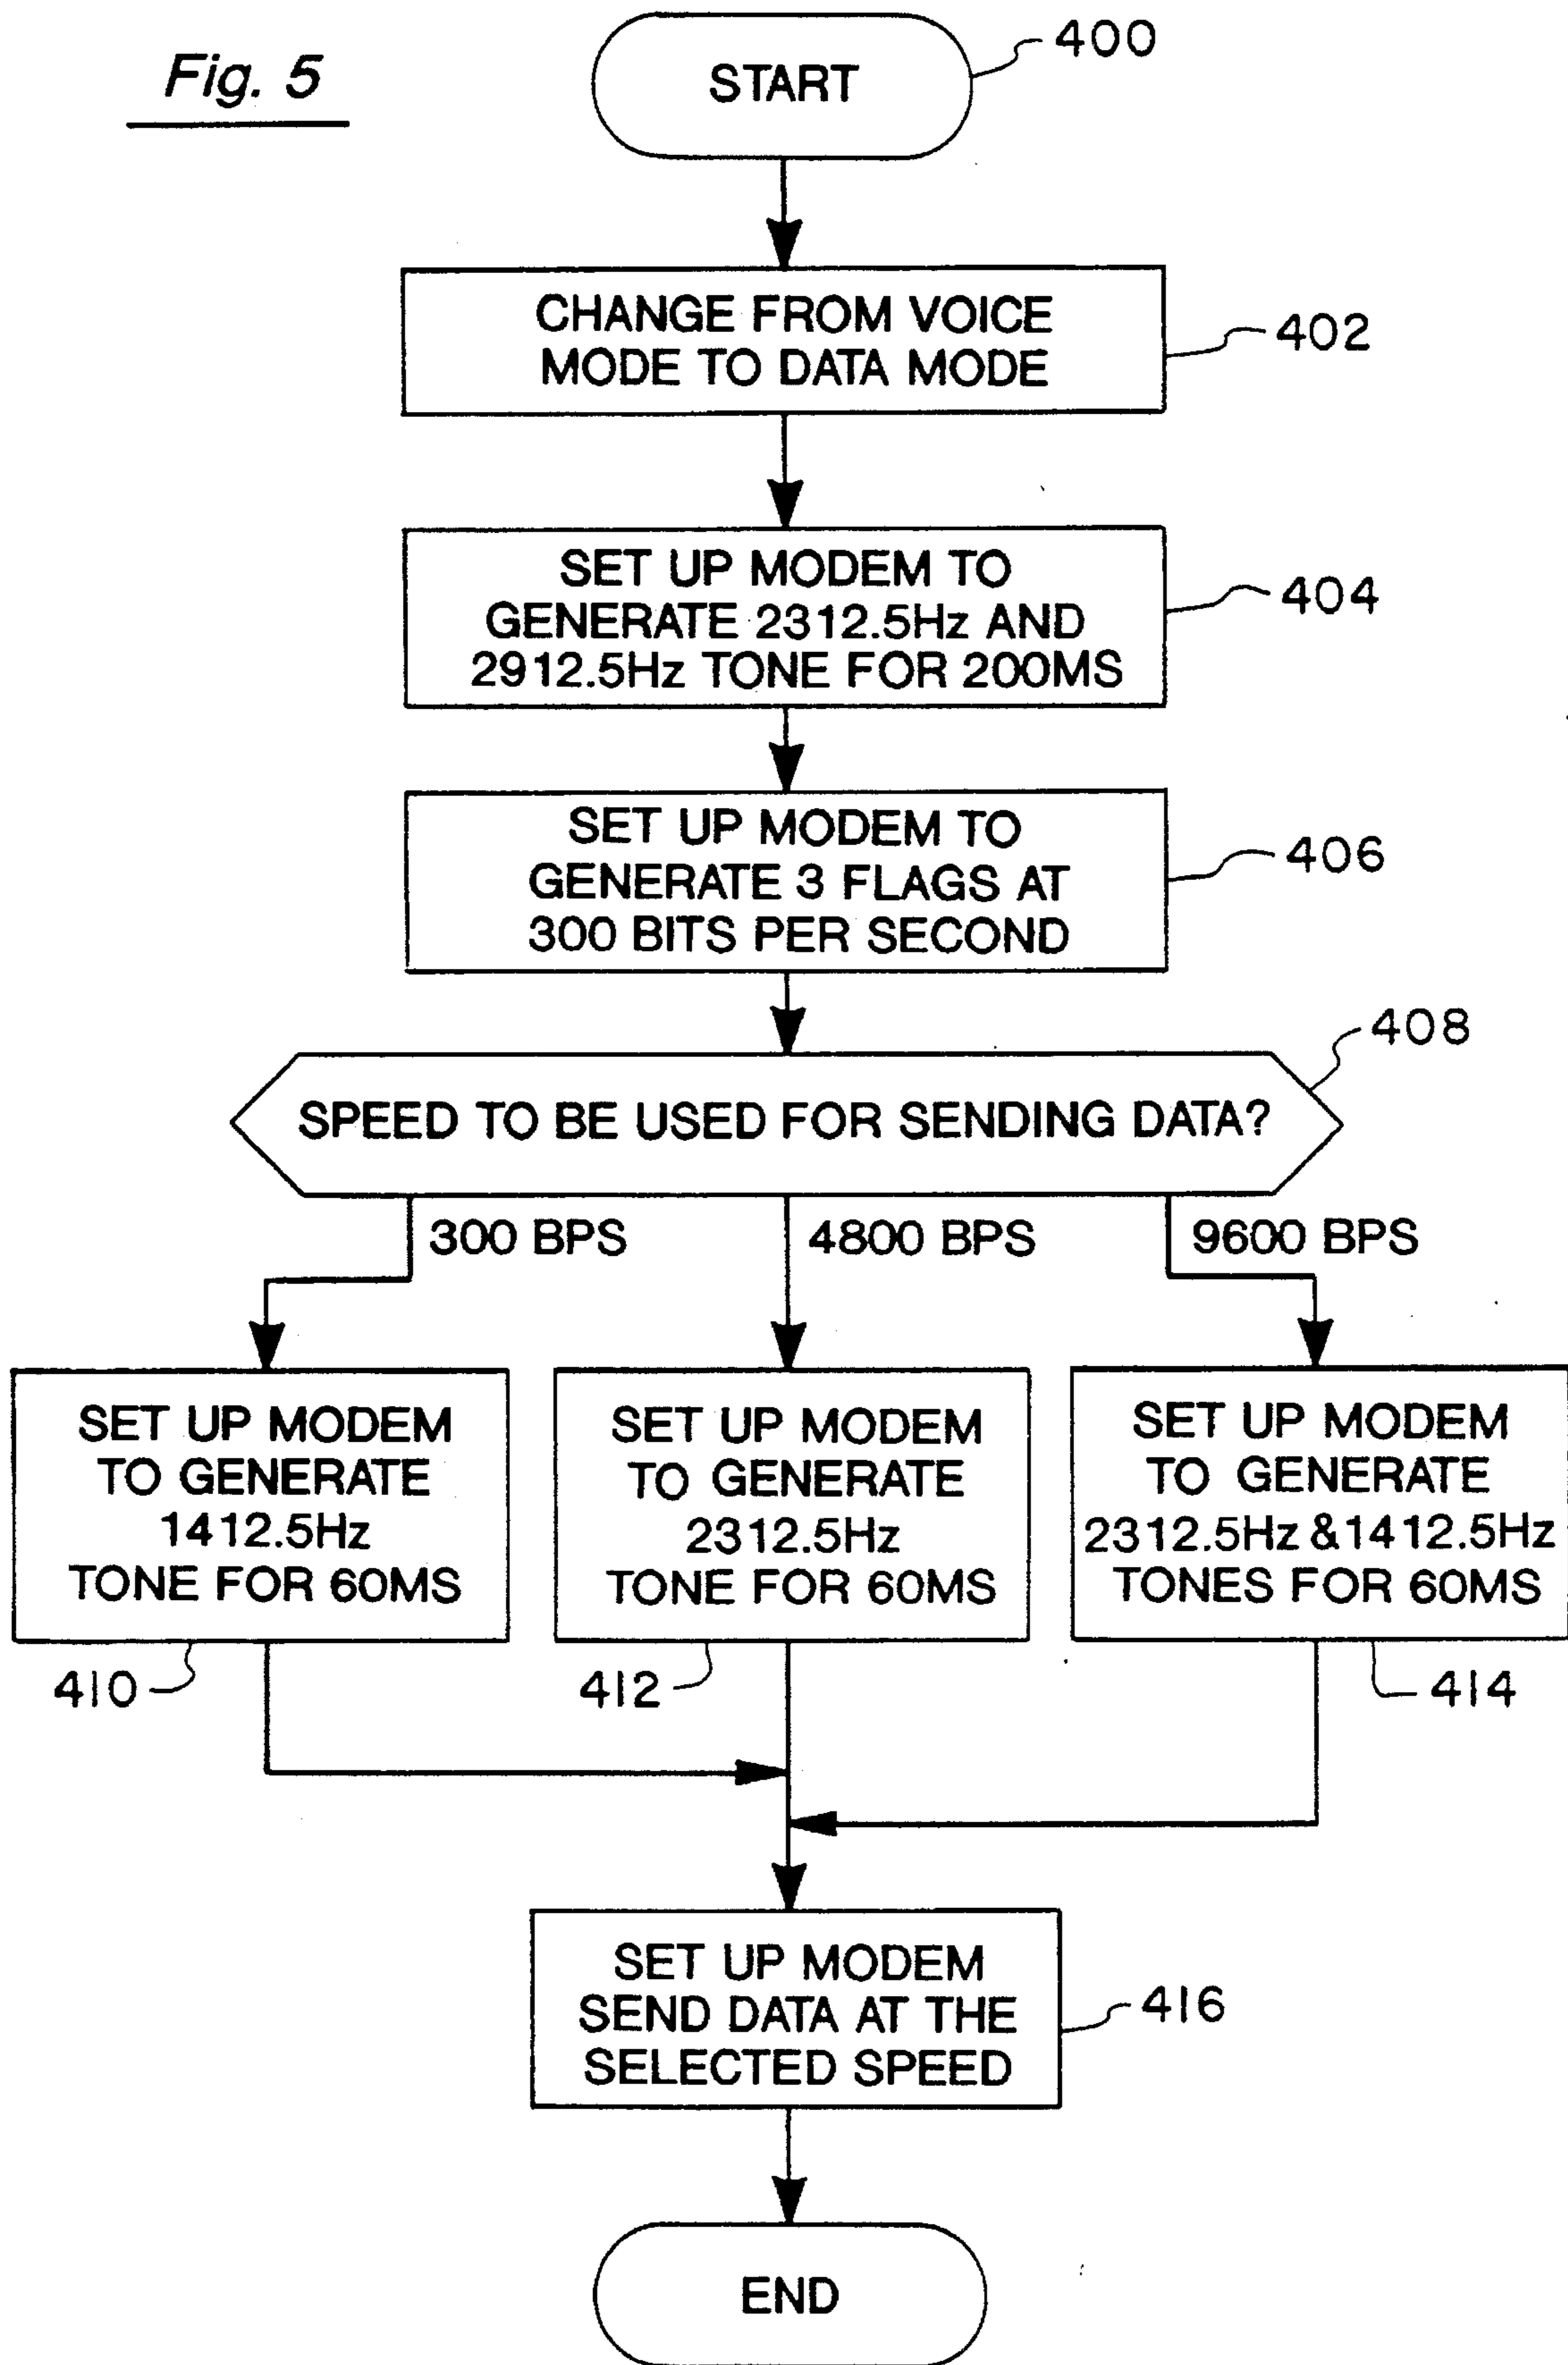 Fig. 5
START
400
CHANGE FROM VOICE
MODE TO DATA MODE
402
SET UP MODEM TO
GENERATE 2312.5Hz AND
2912.5Hz TONE FOR 200MS
404
SET UP MODEM TO
GENERATE 3 FLAGS AT
300 BITS PER SECOND
406
SPEED TO BE USED FOR SENDING DATA?
408
300 BPS
4800 BPS
9600 BPS
SET UP MODEM
TO GENERATE
1412.5Hz
TONE FOR 60MS
410
SET UP MODEM
TO GENERATE
2312.5Hz
TONE FOR 60MS
412
SET UP MODEM
TO GENERATE
2312.5Hz &1412.5Hz
TONES FOR 60MS
414
SET UP MODEM
SEND DATA AT THE
SELECTED SPEED
416
END